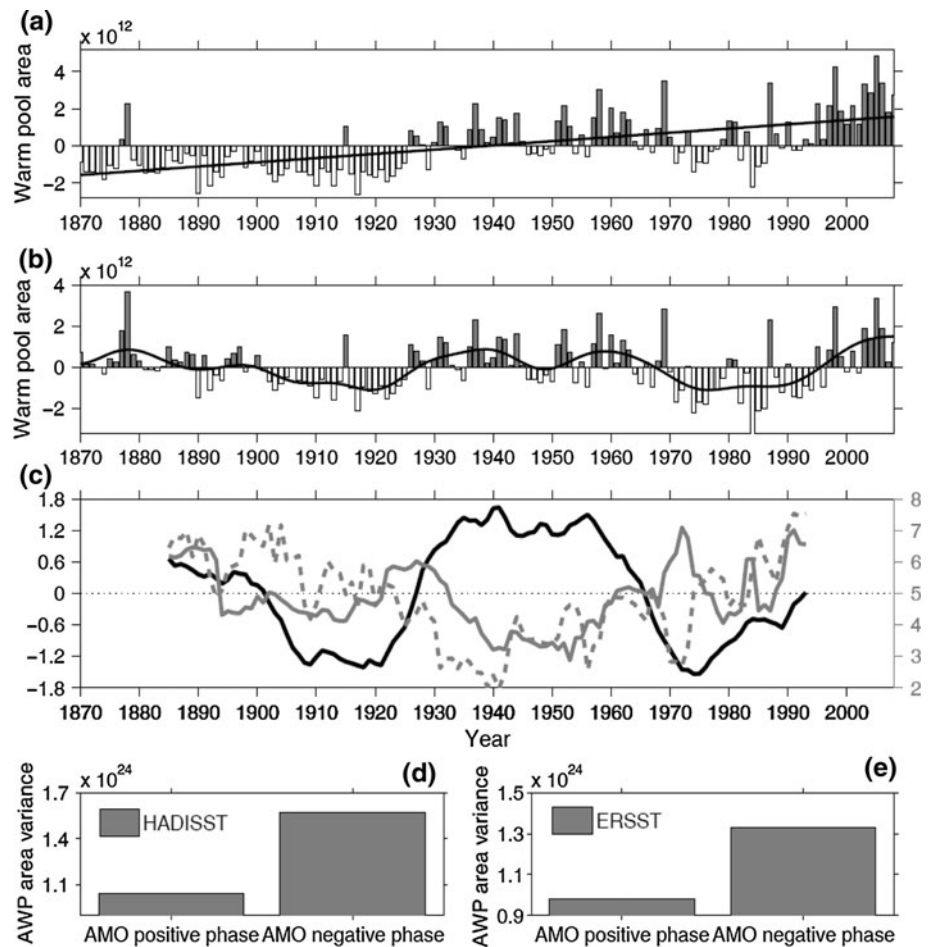 (a)
x 10^12
Warm pool area
4
2
0
−2
1870 1880 1890 1900 1910 1920 1930 1940 1950 1960 1970 1980 1990 2000
(b)
x 10^12
Warm pool area
4
2
0
−2
1870 1880 1890 1900 1910 1920 1930 1940 1950 1960 1970 1980 1990 2000
(c)
1.8
1.2
0.6
0
−0.6
−1.2
−1.8
8
7
6
5
4
3
2
1870 1880 1890 1900 1910 1920 1930 1940 1950 1960 1970 1980 1990 2000
Year
(d)
x 10^24
AWP area variance
1.7
1.4
1.1
HADISST
AMO positive phase AMO negative phase
(e)
x 10^24
AWP area variance
1.5
1.3
1.1
0.9
ERSST
AMO positive phase AMO negative phase